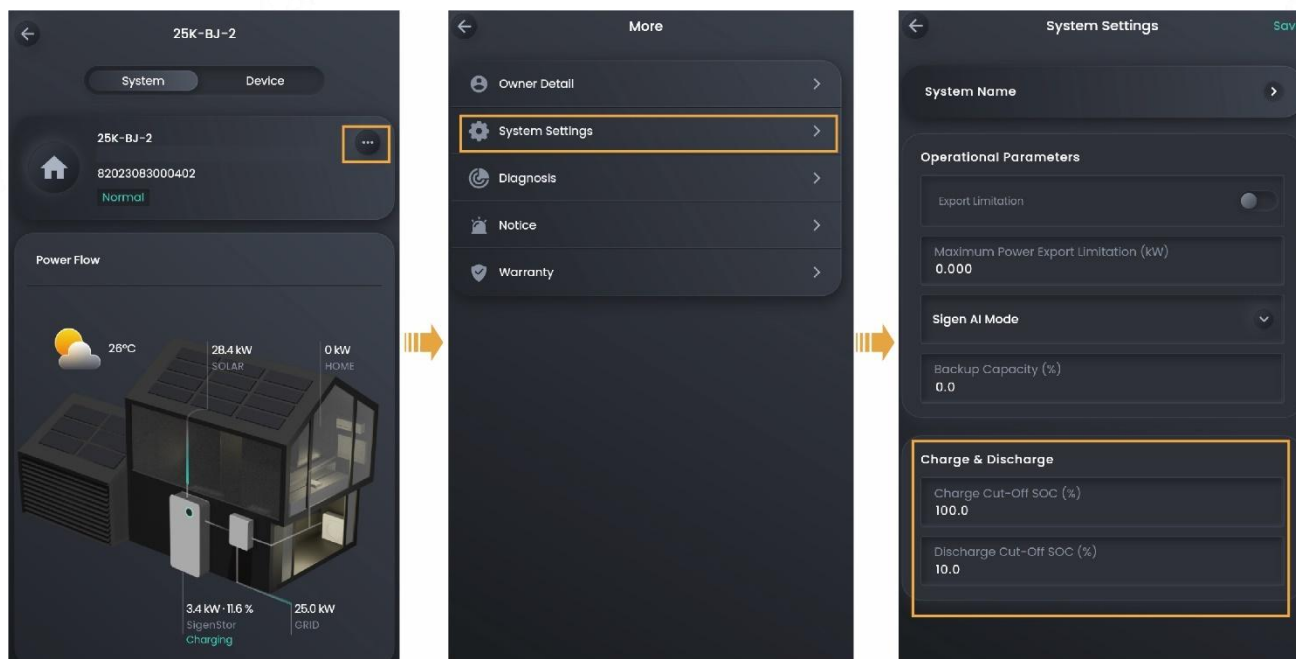 25K-BJ-2
System Device
25K-BJ-2
...
82023083000402
Normal
Power Flow
26°C
28.4 kW
SOLAR
0 kW
HOME
3.4 kW · 11.6 %
SigenStor
Charging
25.0 kW
GRID
More
Owner Detail
System Settings
Diagnosis
Notice
Warranty
System Settings Sav
System Name
Operational Parameters
Export Limitation
Maximum Power Export Limitation (kW)
0.000
Sigen AI Mode
Backup Capacity (%)
0.0
Charge & Discharge
Charge Cut-Off SOC (%)
100.0
Discharge Cut-Off SOC (%)
10.0